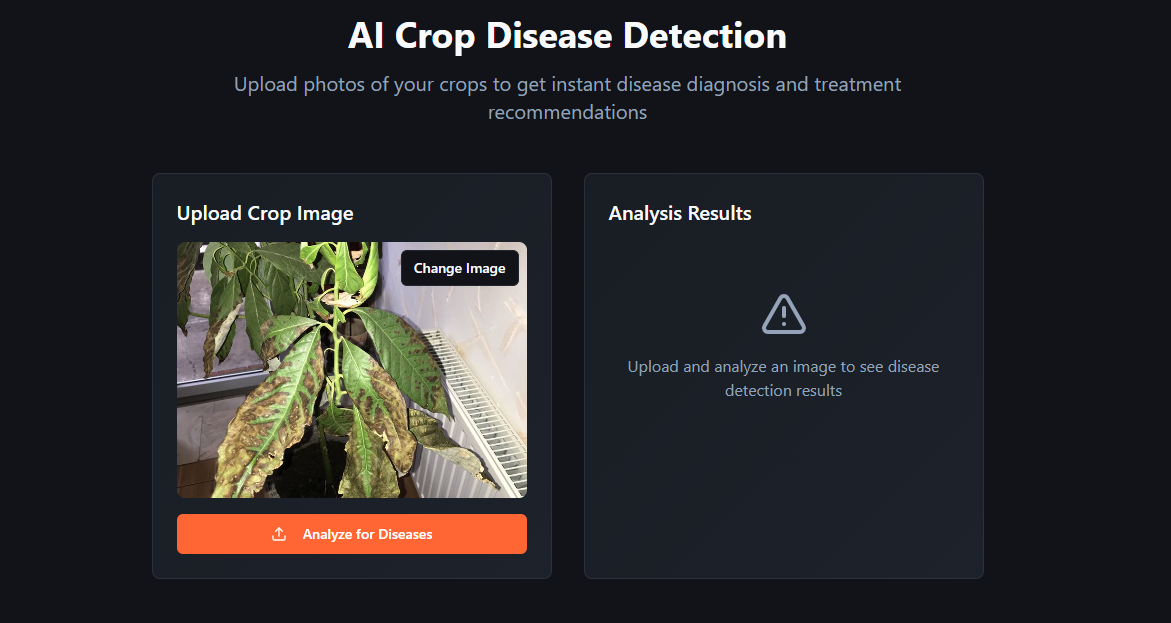 AI Crop Disease Detection
Upload photos of your crops to get instant disease diagnosis and treatment
recommendations
Upload Crop Image
Change Image
Analyze for Diseases
Analysis Results
Upload and analyze an image to see disease
detection results